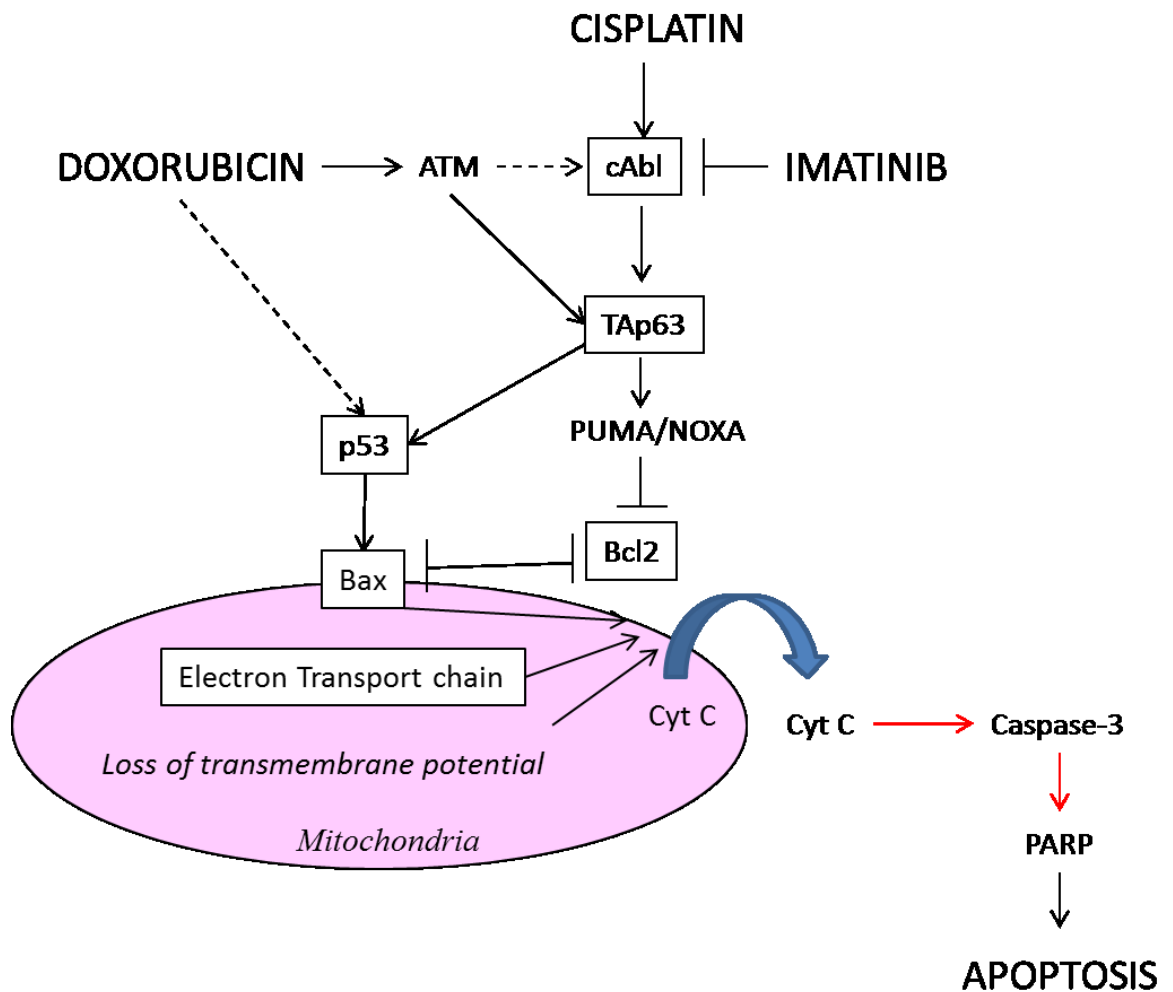 CISPLATIN
DOXORUBICIN
ATM
cAbl
IMATINIB
TAp63
p53
PUMA/NOXA
Bax
Bcl2
Electron Transport chain
Cyt C
Cyt C
Caspase-3
Loss of transmembrane potential
Mitochondria
PARP
APOPTOSIS